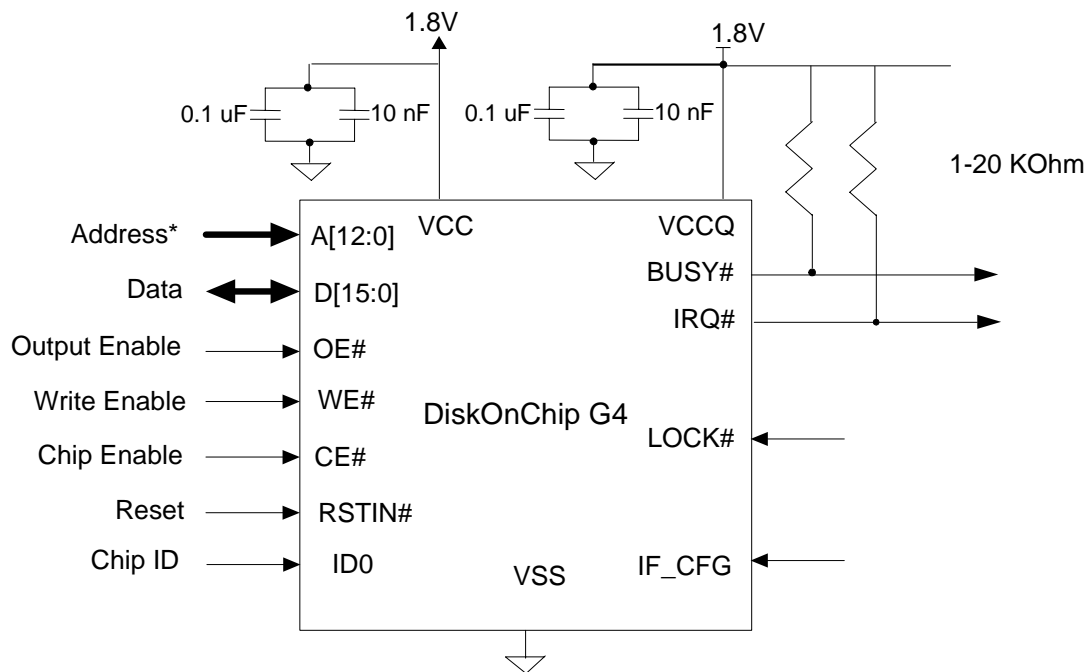 1.8V
1.8V
0.1 uF
10 nF
0.1 uF
10 nF
1-20 KOhm
Address*
A[12:0]
VCC
VCCQ
BUSY#
Data
D[15:0]
IRQ#
Output Enable
OE#
Write Enable
WE#
DiskOnChip G4
LOCK#
Chip Enable
CE#
Reset
RSTIN#
Chip ID
ID0
VSS
IF_CFG